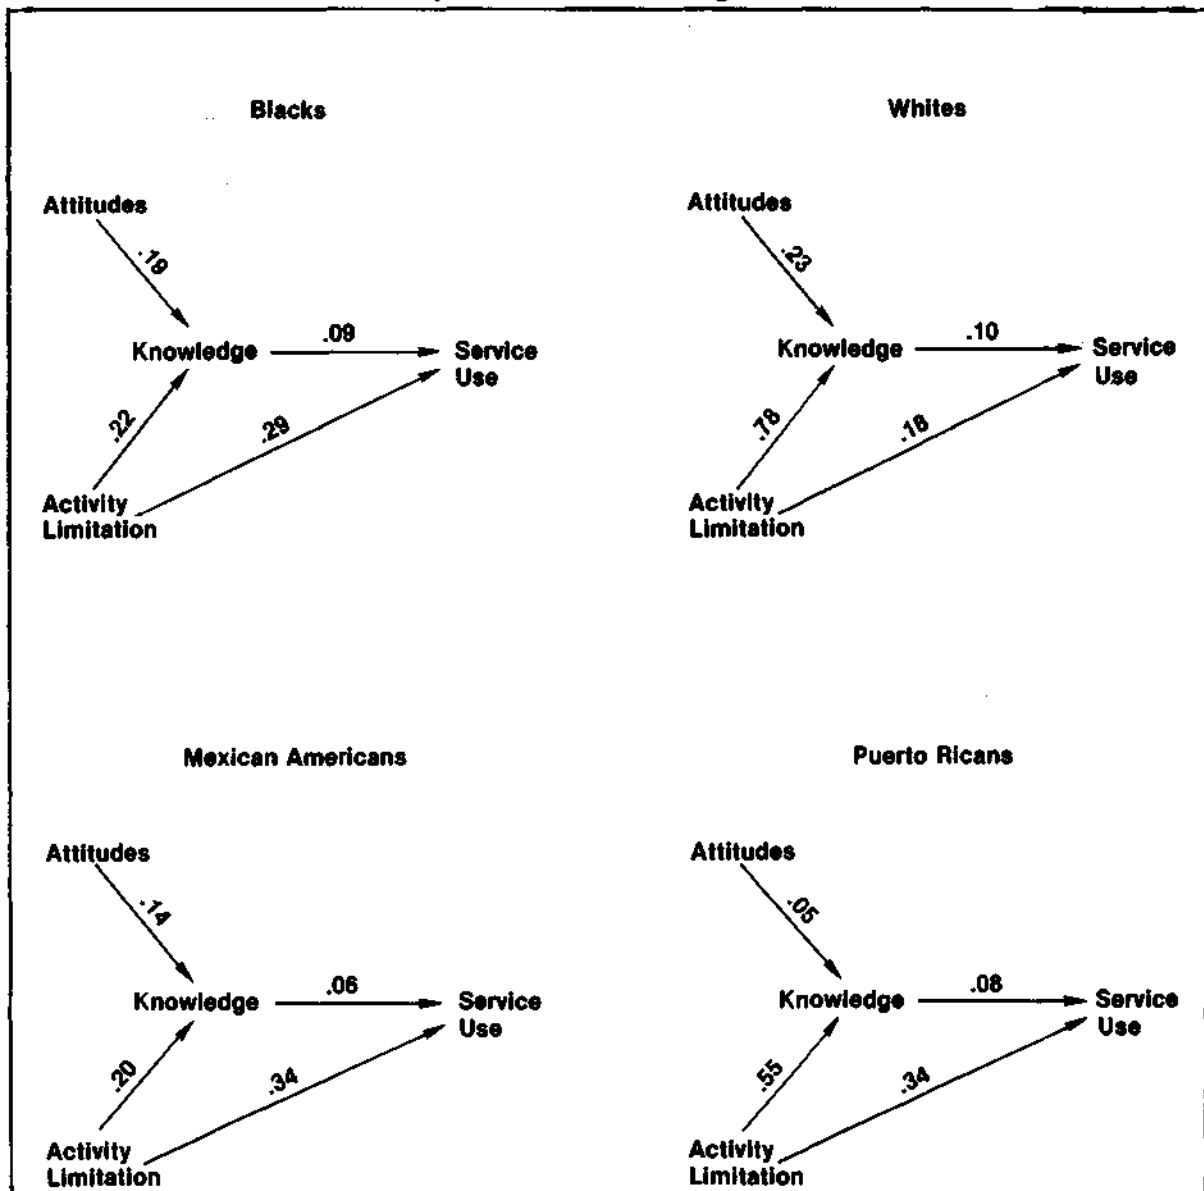 Blacks
Attitudes
.19
Knowledge
.09
Service
Use
.22
.29
Activity
Limitation
Whites
Attitudes
.23
Knowledge
.10
Service
Use
.78
.18
Activity
Limitation
Mexican Americans
Attitudes
.14
Knowledge
.06
Service
Use
.20
.34
Activity
Limitation
Puerto Ricans
Attitudes
.05
Knowledge
.08
Service
Use
.55
.34
Activity
Limitation